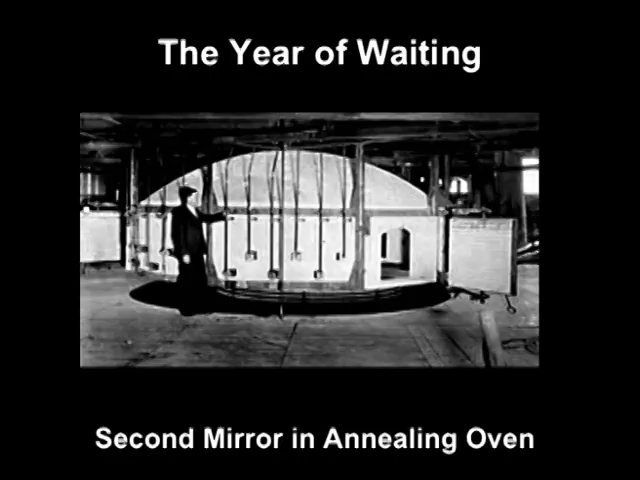 The Year of Waiting
Second Mirror in Annealing Oven